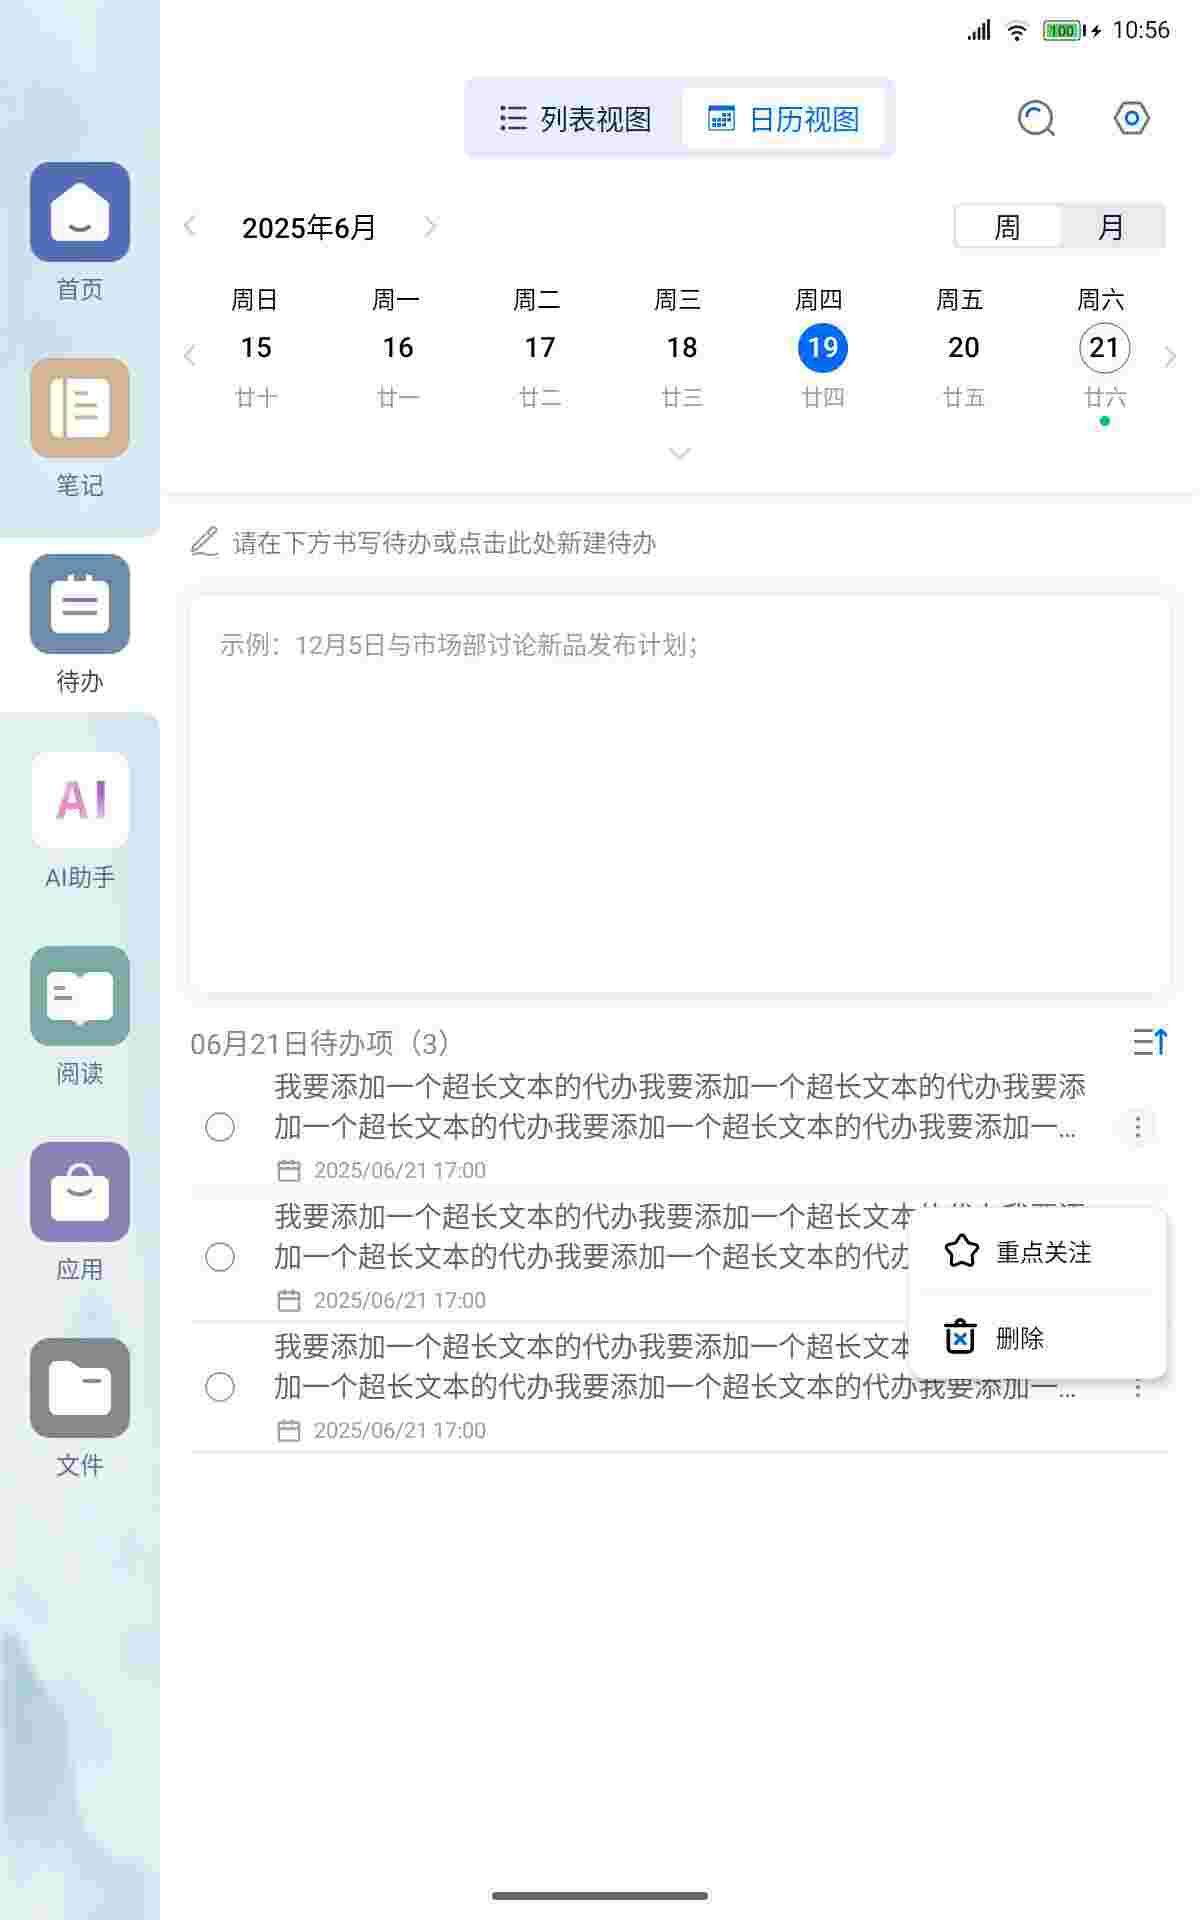 100 10:56
列表视图 日历视图
2025年6月 周 月
周日 周一 周二 周三 周四 周五 周六
15 16 17 18 19 20 21
廿十 廿一 廿二 廿三 廿四 廿五 廿六
请在下方书写待办或点击此处新建待办
示例：12月5日与市场部讨论新品发布计划；
首页
笔记
待办
AI
AI助手
阅读
应用
文件
06月21日待办项（3）
我要添加一个超长文本的代办我要添加一个超长文本的代办我要添
加一个超长文本的代办我要添加一个超长文本的代办我要添加一...
2025/06/21 17:00
我要添加一个超长文本的代办我要添加一个超长文本的代办我要添
加一个超长文本的代办我要添加一个超长文本的代办
2025/06/21 17:00
我要添加一个超长文本的代办我要添加一个超长文本
加一个超长文本的代办我要添加一个超长文本的代办我要添加一...
2025/06/21 17:00
重点关注
删除